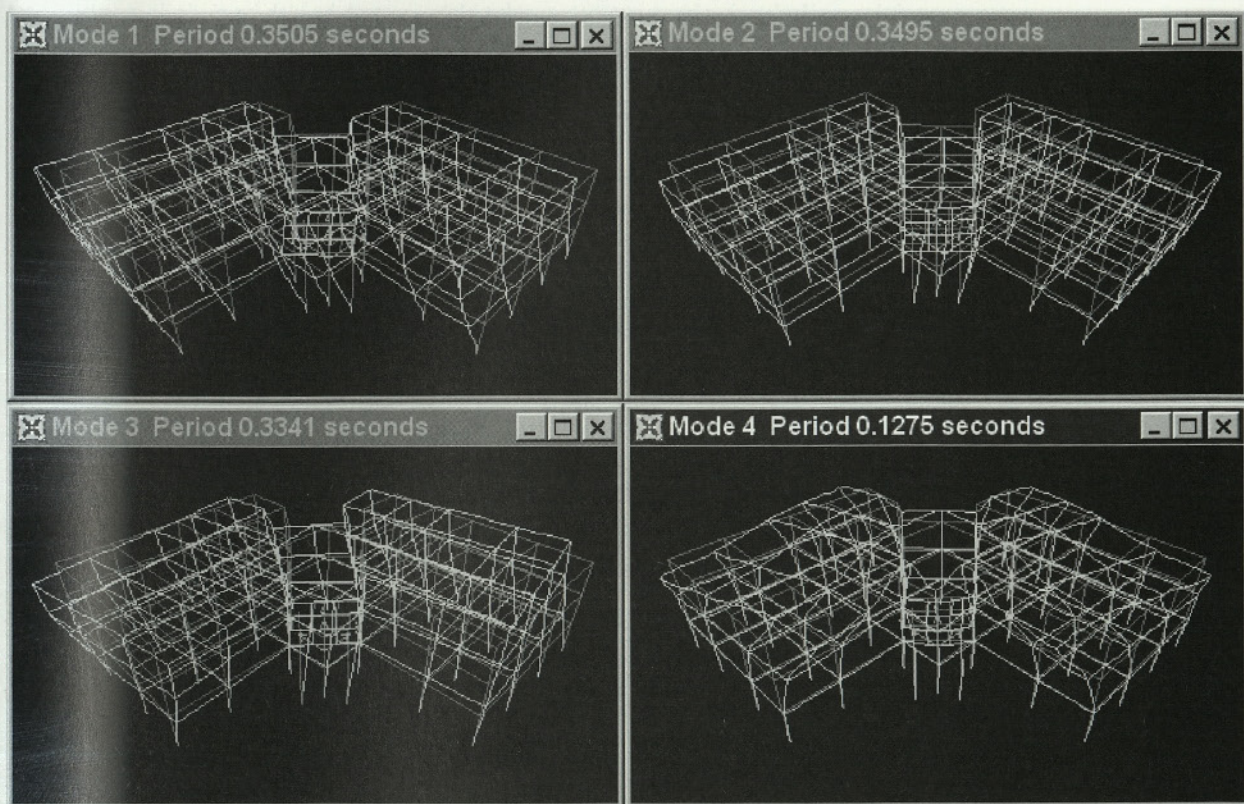 Mode 1 Period 0.3505 seconds
Mode 2 Period 0.3495 seconds
Mode 3 Period 0.3341 seconds
Mode 4 Period 0.1275 seconds